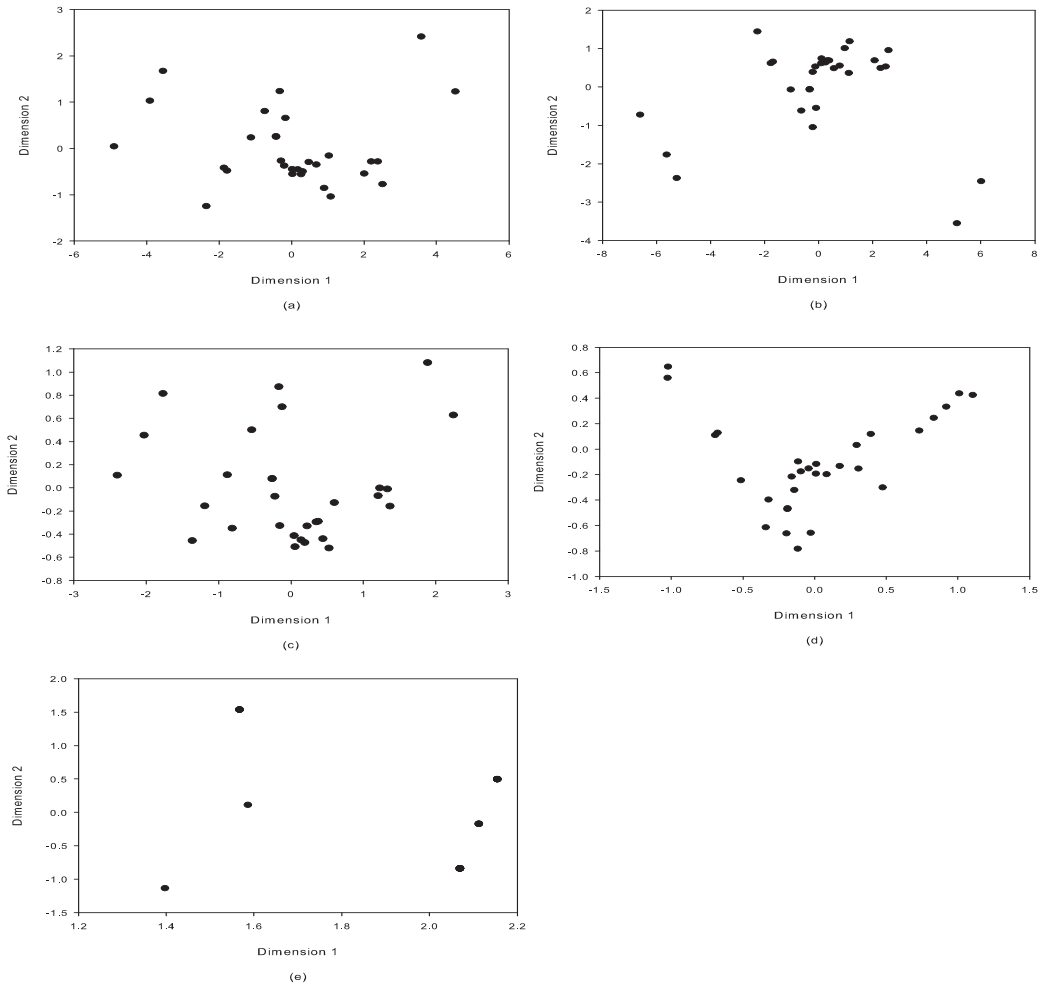 3
2
1
0
-1
-2
-6 -4 -2 0 2 4 6
Dimension 2
Dimension 1
(a)
2
1
0
-1
-2
-3
-4
-8 -6 -4 -2 0 2 4 6 8
Dimension 2
Dimension 1
(b)
1.2
1.0
0.8
0.6
0.4
0.2
0.0
-0.2
-0.4
-0.6
-0.8
-3 -2 -1 0 1 2 3
Dimension 2
Dimension 1
(c)
0.8
0.6
0.4
0.2
0.0
-0.2
-0.4
-0.6
-0.8
-1.0
-1.5 -1.0 -0.5 0.0 0.5 1.0 1.5
Dimension 2
Dimension 1
(d)
2.0
1.5
1.0
0.5
0.0
-0.5
-1.0
-1.5
1.2 1.4 1.6 1.8 2.0 2.2
Dimension 2
Dimension 1
(e)